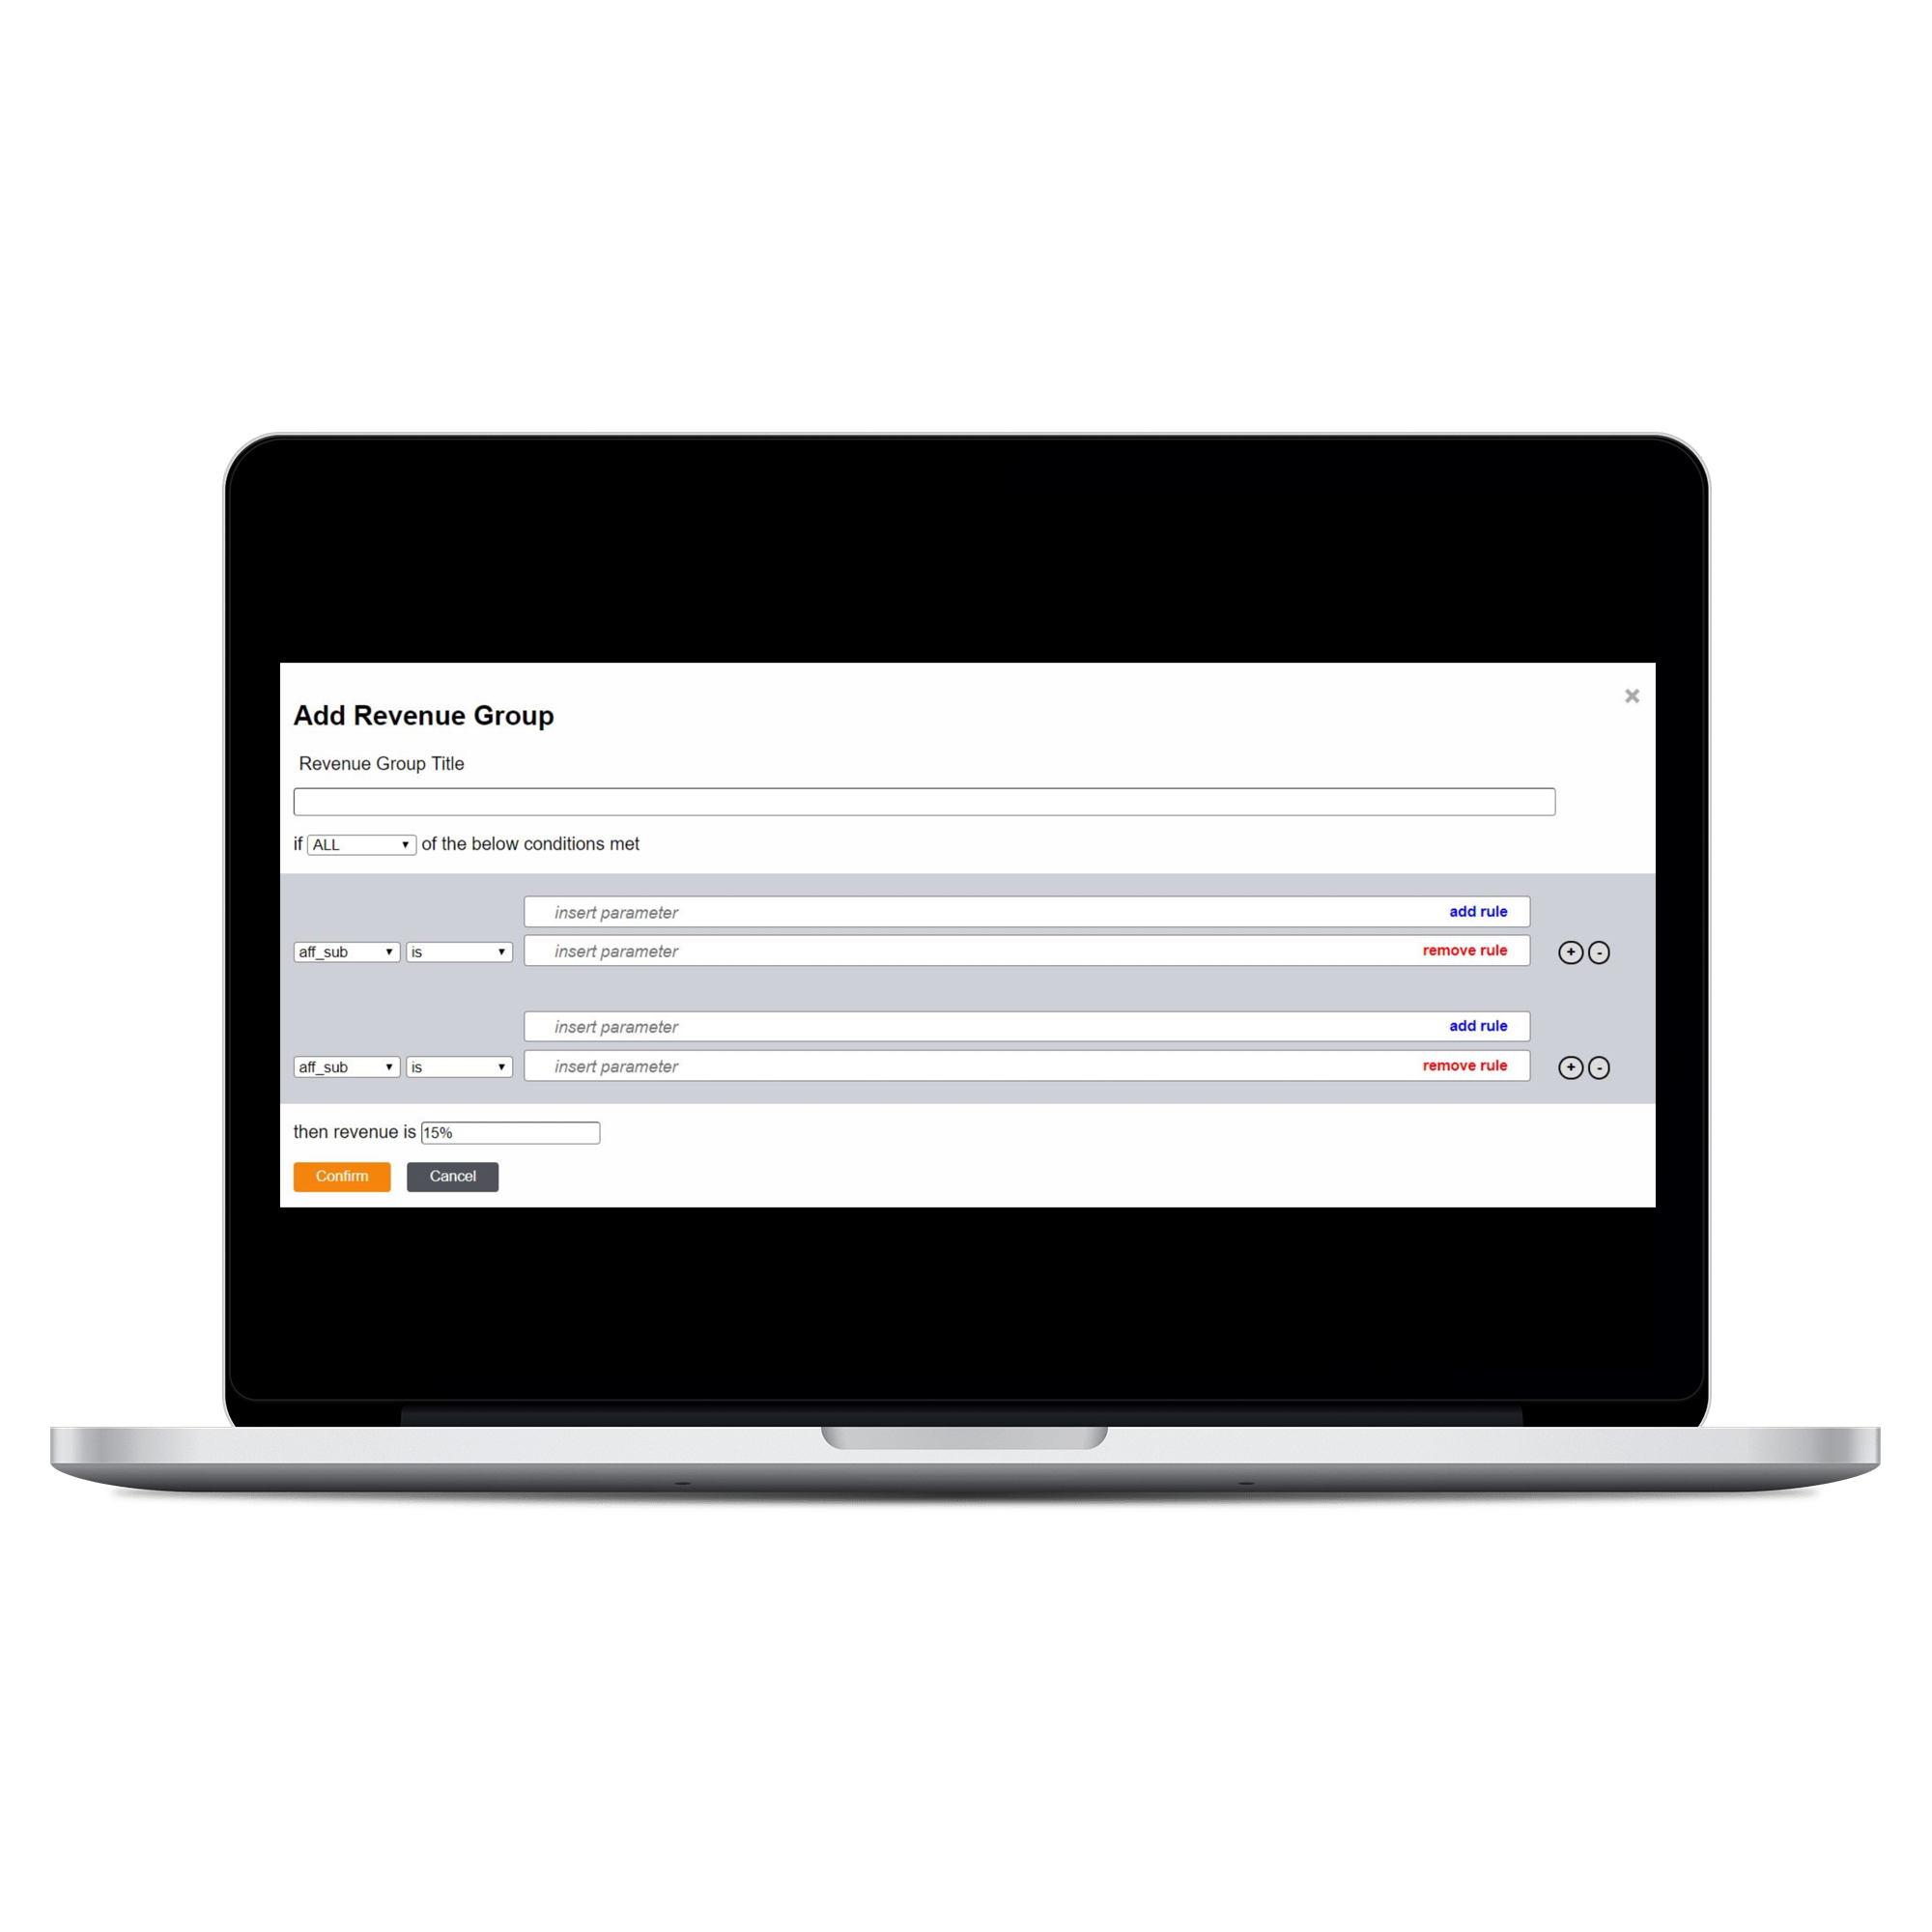 Add Revenue Group
Revenue Group Title
if ALL of the below conditions met
insert parameter add rule
aff_sub is insert parameter remove rule + -
insert parameter add rule
aff_sub is insert parameter remove rule + -
then revenue is 15%
Confirm Cancel